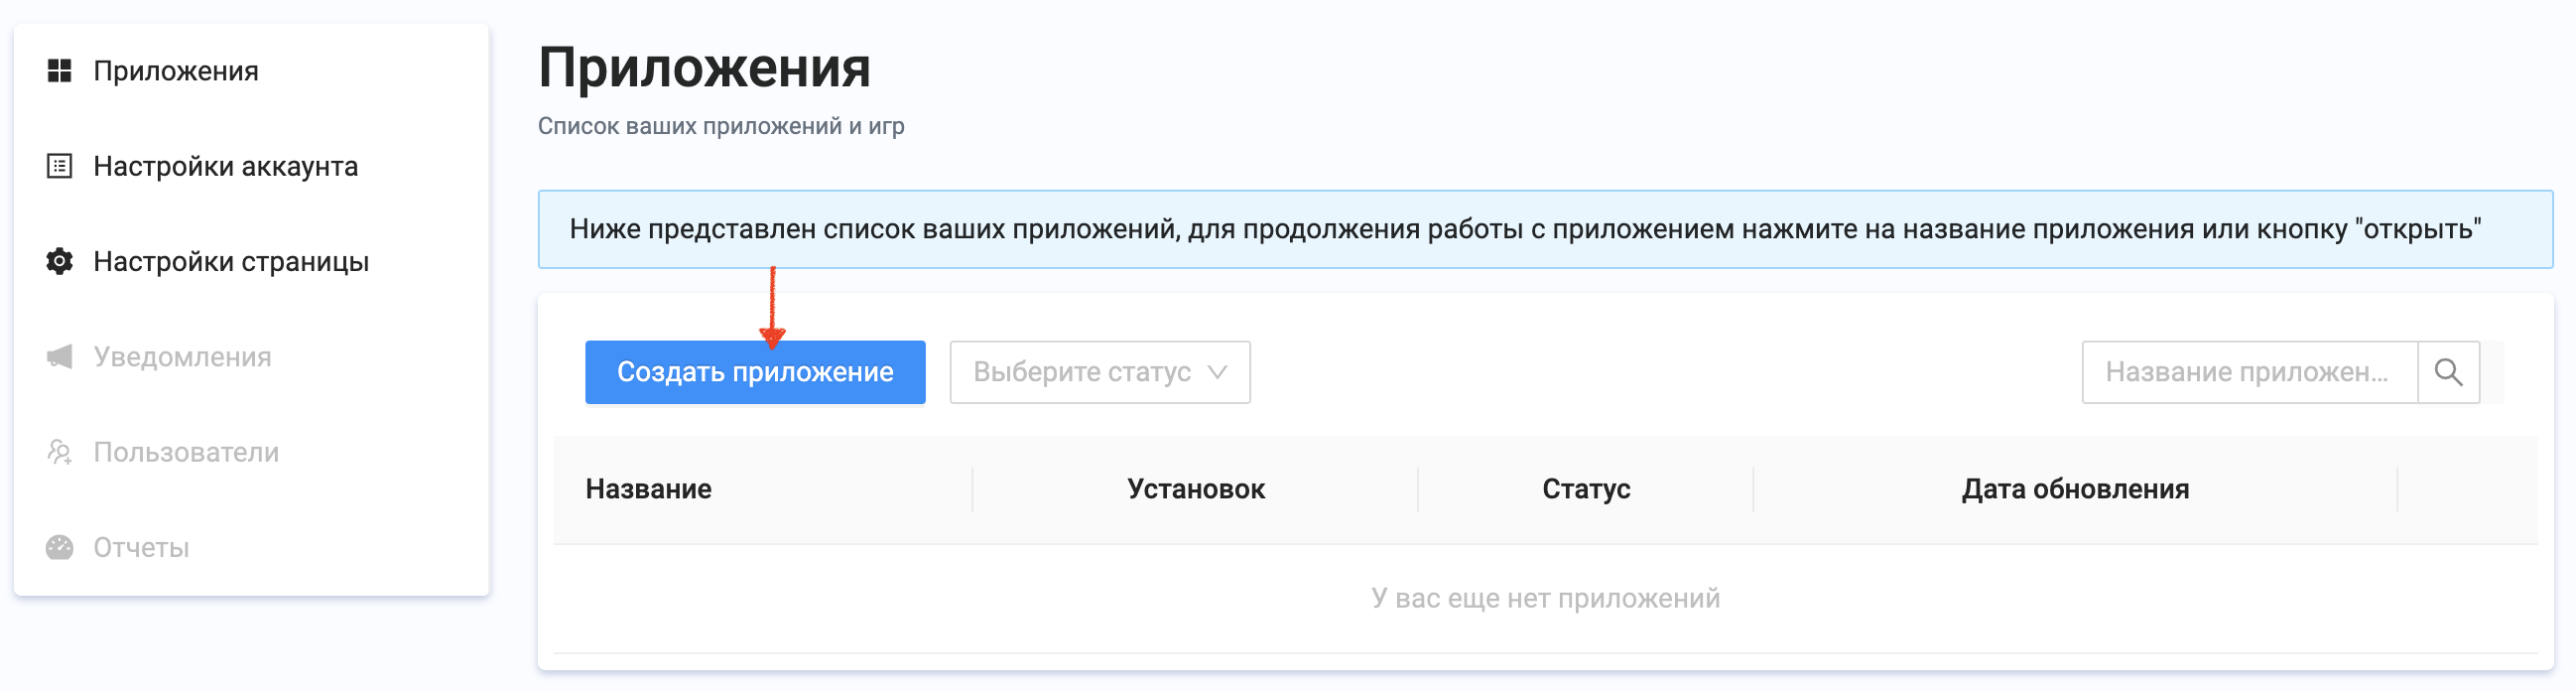 Приложения
Настройки аккаунта
Настройки страницы
Уведомления
Пользователи
Отчеты
Приложения
Список ваших приложений и игр
Ниже представлен список ваших приложений, для продолжения работы с приложением нажмите на название приложения или кнопку "открыть"
Создать приложение Выберите статус Название приложен...
Название Установок Статус Дата обновления
У вас еще нет приложений